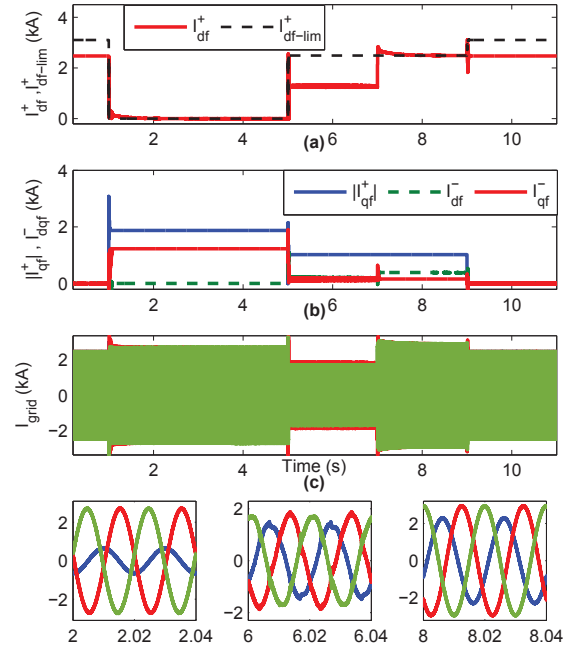 I⁺df , I⁺df−lim (kA)
4
2
0
I⁺df I⁺df−lim
2 4 6 8 10
(a)
|I⁺qf| , I⁻dqf (kA)
4
2
0
|I⁺qf| I⁻df I⁻qf
2 4 6 8 10
(b)
Igrid (kA)
2
0
−2
2 4 6 8 10
Time (s)
(c)
2
0
−2
2 2.02 2.04
2
0
−2
6 6.02 6.04
2
0
−2
8 8.02 8.04